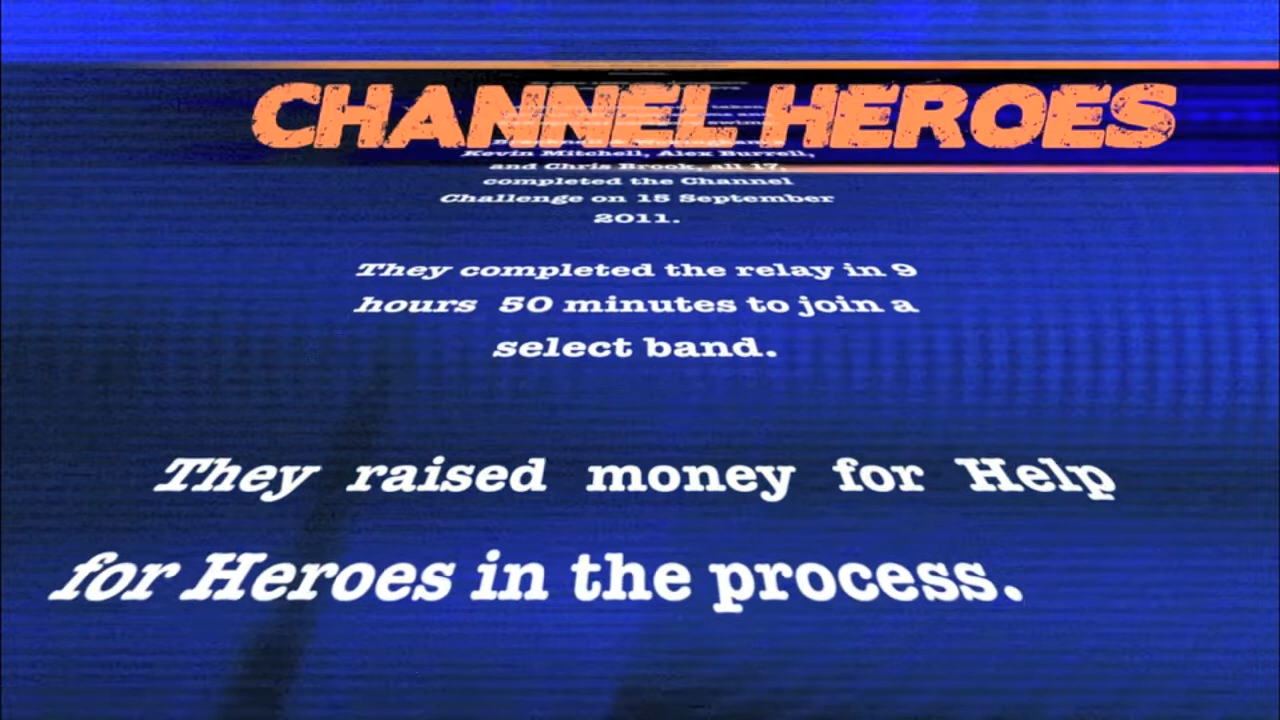 CHANNEL HEROES
Kevin Mitchell, Alex Burrell,
and Chris Brook, all 17,
completed the Channel
Challenge on 15 September
2011.
They completed the relay in 9
hours 50 minutes to join a
select band.
They raised money for Help
for Heroes in the process.